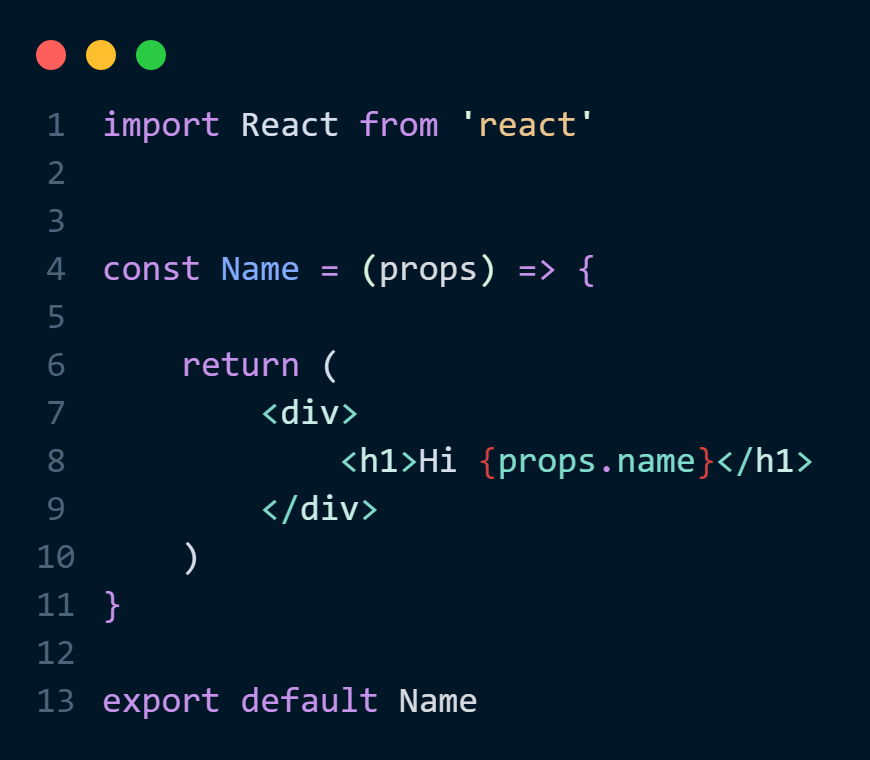 1 import React from 'react'
2
3
4 const Name = (props) => {
5
6     return (
7         <div>
8             <h1>Hi {props.name}</h1>
9         </div>
10     )
11 }
12
13 export default Name